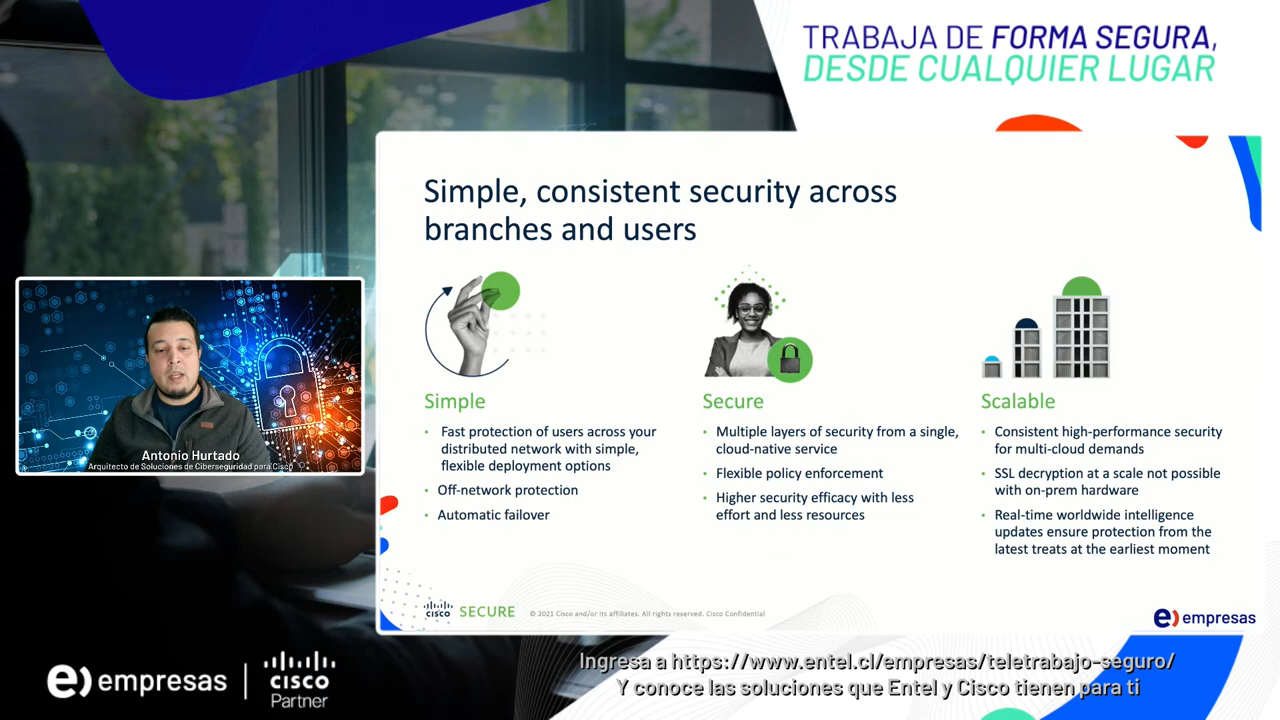 TRABAJA DE FORMA SEGURA,
DESDE CUALQUIER LUGAR
Simple, consistent security across
branches and users
Simple
• Fast protection of users across your
distributed network with simple,
flexible deployment options
• Off-network protection
• Automatic failover
Secure
• Multiple layers of security from a single,
cloud-native service
• Flexible policy enforcement
• Higher security efficacy with less
effort and less resources
Scalable
• Consistent high-performance security
for multi-cloud demands
• SSL decryption at a scale not possible
with on-prem hardware
• Real-time worldwide intelligence
updates ensure protection from the
latest treats at the earliest moment
Antonio Hurtado
Arquitecto de Soluciones de Ciberseguridad para Cisco
CISCO SECURE © 2021 Cisco and/or its affiliates. All rights reserved. Cisco Confidential
e) empresas
e) empresas
CISCO
Partner
Ingresa a https://www.entel.cl/empresas/teletrabajo-seguro/
Y conoce las soluciones que Entel y Cisco tienen para ti